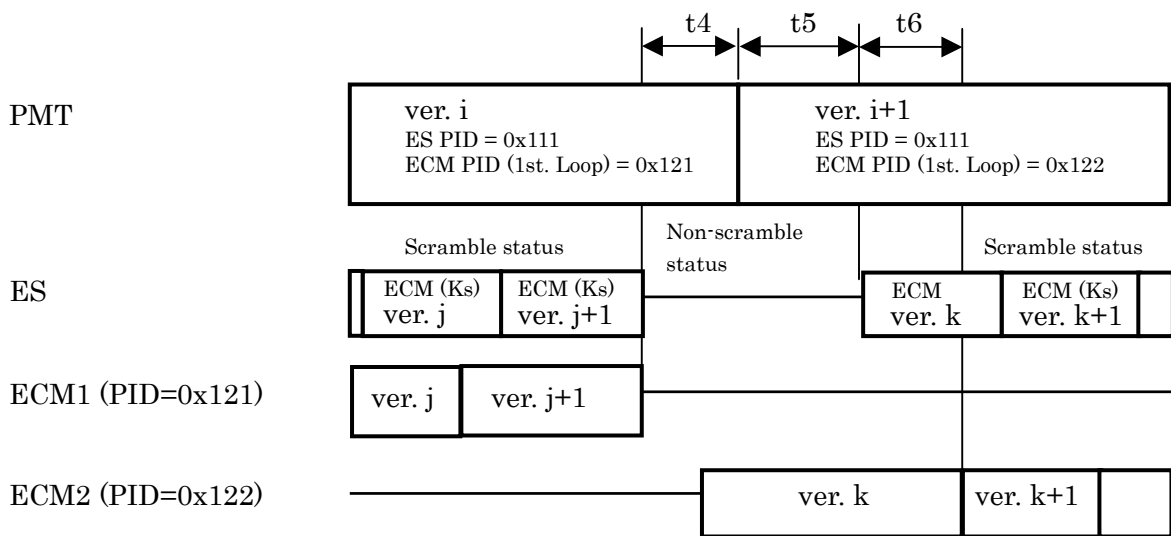 t4 t5 t6
PMT
ver. i
ES PID = 0x111
ECM PID (1st. Loop) = 0x121
ver. i+1
ES PID = 0x111
ECM PID (1st. Loop) = 0x122
Scramble status
Non-scramble
status
Scramble status
ES
ECM (Ks)
ver. j
ECM (Ks)
ver. j+1
ECM
ver. k
ECM (Ks)
ver. k+1
ECM1 (PID=0x121)
ver. j
ver. j+1
ECM2 (PID=0x122)
ver. k
ver. k+1